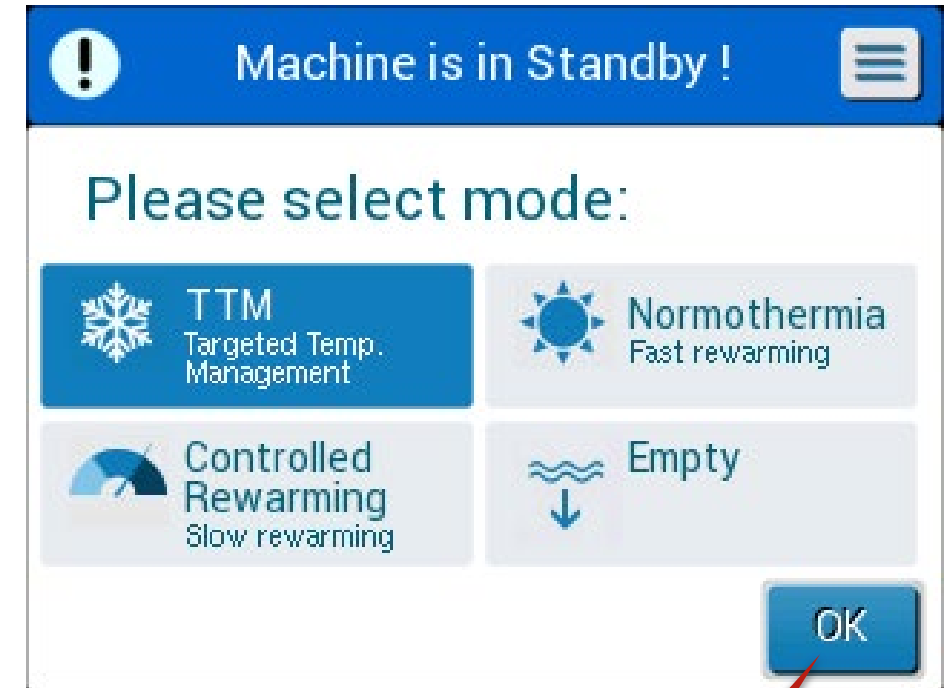 Machine is in Standby !
Please select mode:
TTM
Targeted Temp.
Management
Normothermia
Fast rewarming
Controlled
Rewarming
Slow rewarming
Empty
OK